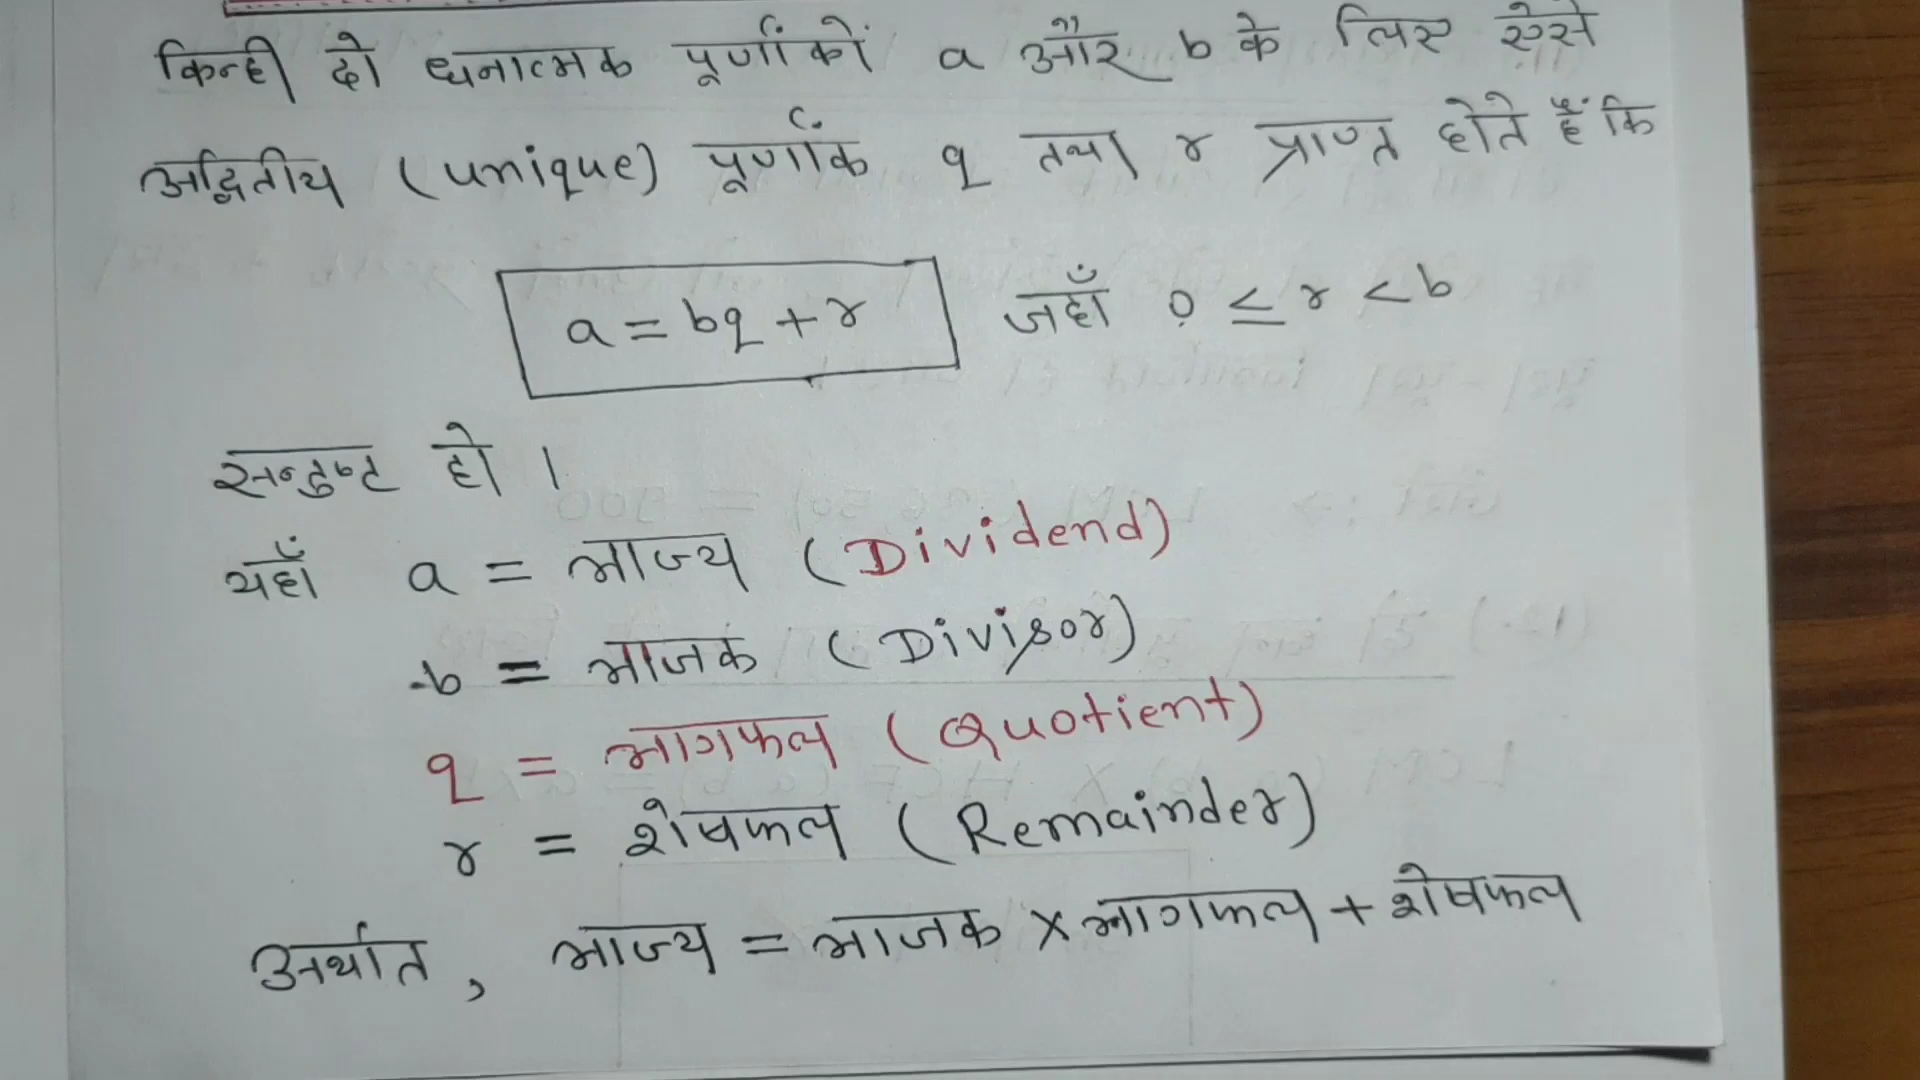 किन्ही दो धनात्मक पूर्णांकों a और b के लिए ऐसे
अद्वितीय (unique) पूर्णांक q तथा r प्राप्त होते हैं कि
a = bq + r जहाँ 0 ≤ r < b
सन्तुष्ट हो ।
यहाँ a = भाज्य (Dividend)
b = भाजक (Divisor)
q = भागफल (Quotient)
r = शेषफल (Remainder)
अर्थात , भाज्य = भाजक × भागफल + शेषफल